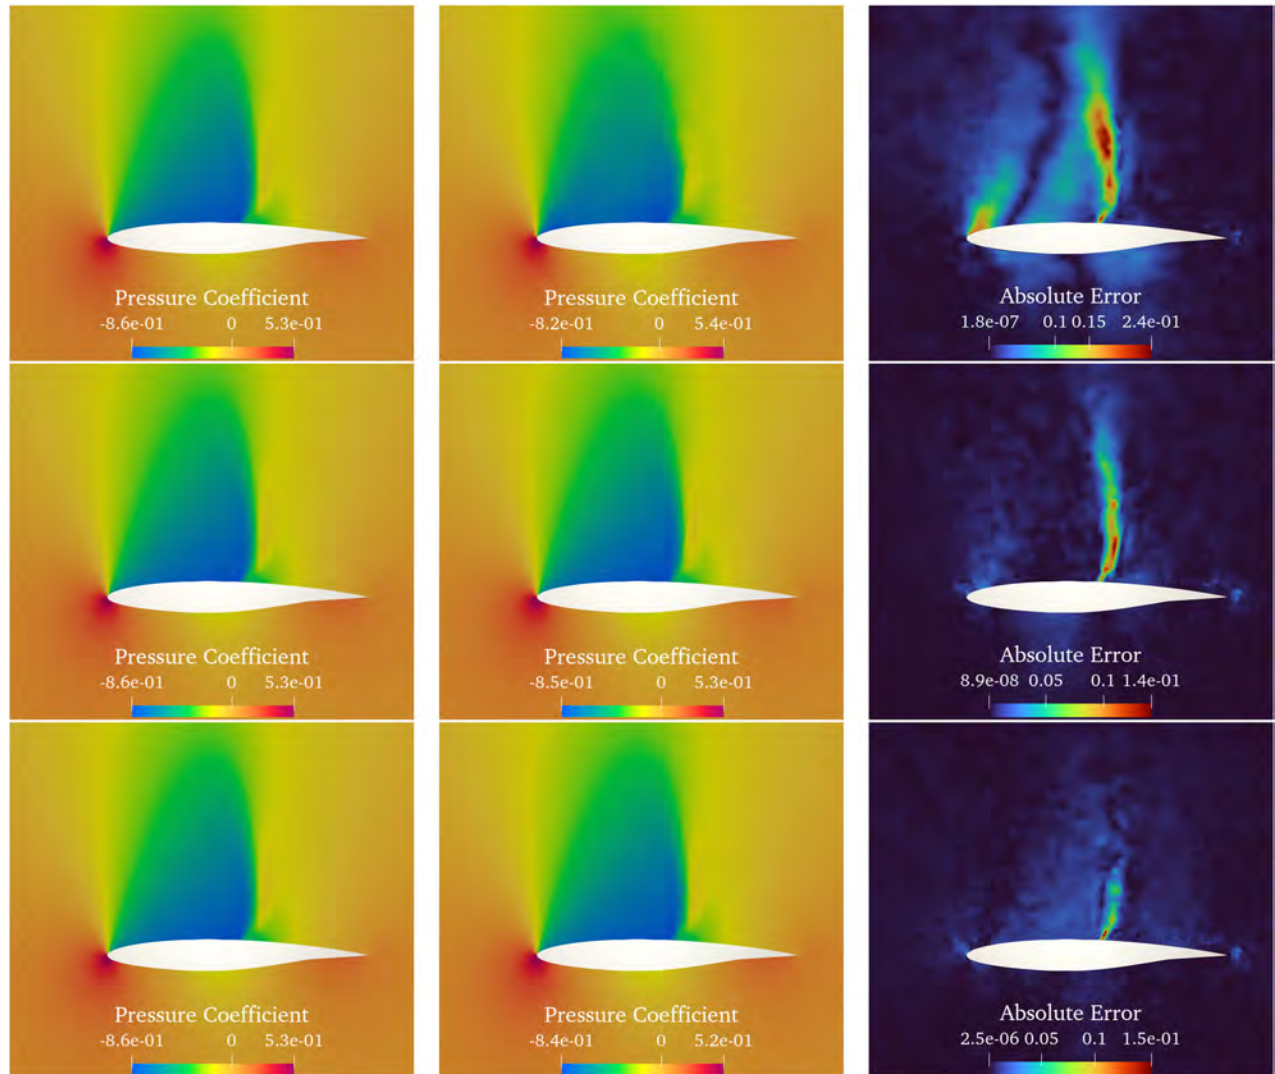 Pressure Coefficient
-8.6e-01 0 5.3e-01
Pressure Coefficient
-8.2e-01 0 5.4e-01
Absolute Error
1.8e-07 0.1 0.15 2.4e-01
Pressure Coefficient
-8.6e-01 0 5.3e-01
Pressure Coefficient
-8.5e-01 0 5.3e-01
Absolute Error
8.9e-08 0.05 0.1 1.4e-01
Pressure Coefficient
-8.6e-01 0 5.3e-01
Pressure Coefficient
-8.4e-01 0 5.2e-01
Absolute Error
2.5e-06 0.05 0.1 1.5e-01